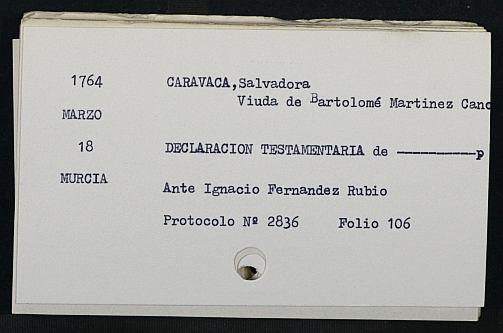 1764 CARAVACA,Salvadora
Viuda de Bartolomé Martinez Cano
MARZO
18 DECLARACION TESTAMENTARIA de ----------p
MURCIA
Ante Ignacio Fernandez Rubio
Protocolo Nº 2836 Folio 106